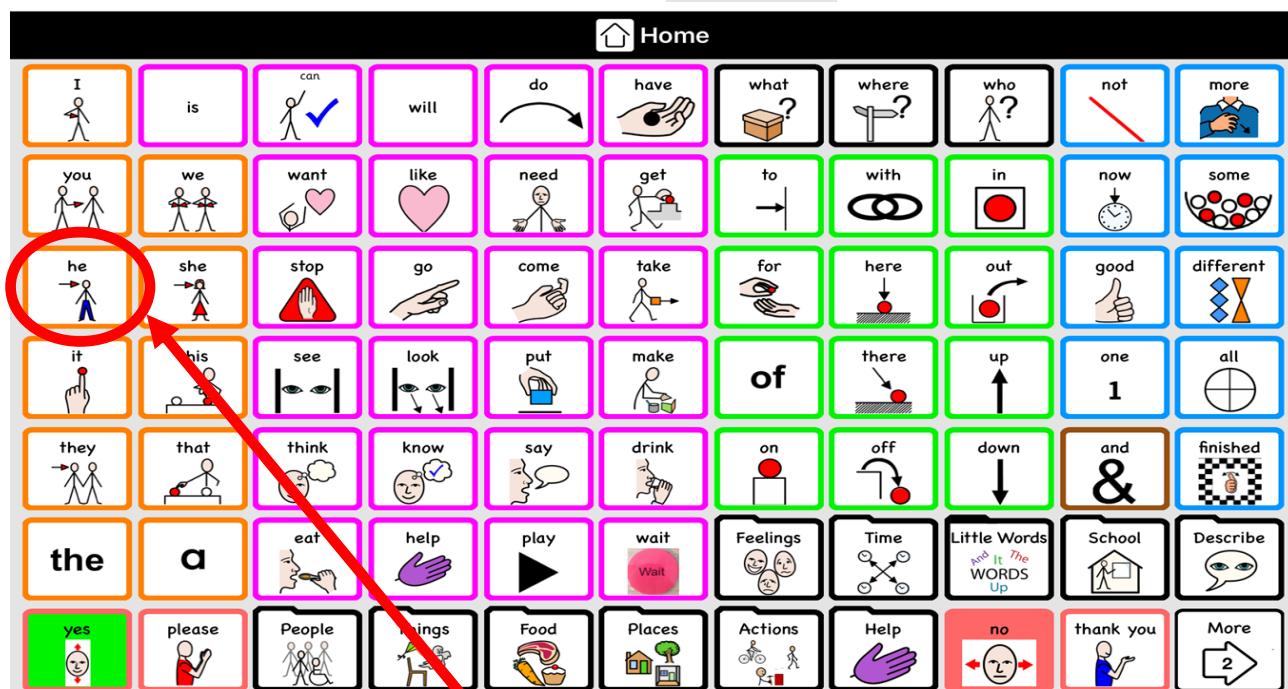 Home
I is can will do have what where who not more
you we want like need get to with in now some
he she stop go come take for here out good different
it this see look put make of there up one all
1
they that think know say drink on off down and finished
&
the a eat help play wait Feelings Time Little Words School Describe
Wait
And It The
WORDS
Up
yes please People Things Food Places Actions Help no thank you More
2